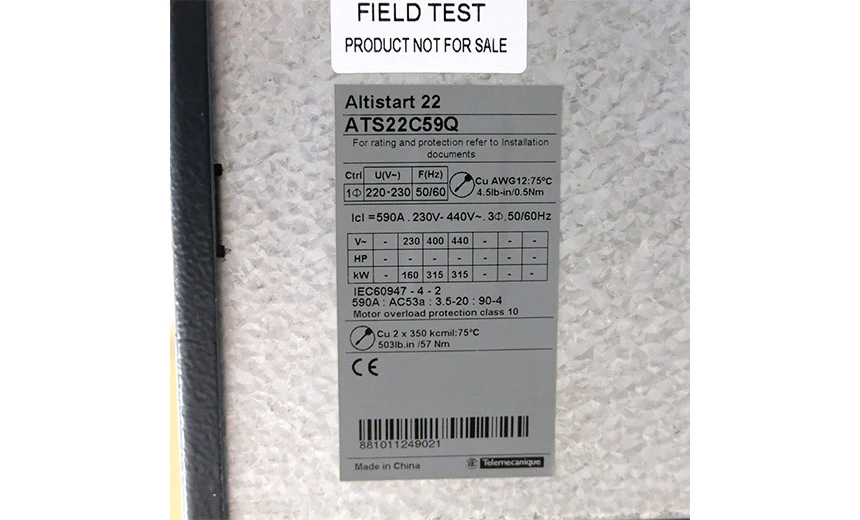 FIELD TEST
PRODUCT NOT FOR SALE
Altistart 22
ATS22C59Q
For rating and protection refer to Installation
documents
Ctrl U(V~) F(Hz)
1Φ 220-230 50/60
Cu AWG12:75°C
4.5lb-in/0.5Nm
Icl =590A . 230V- 440V~. 3Φ.50/60Hz
V~ - 230 400 440 - - -
HP - - - - - - -
kW - 160 315 315 - - -
IEC60947 - 4 - 2
590A : AC53a : 3.5-20 : 90-4
Motor overload protection class 10
Cu 2 x 350 kcmil:75°C
503lb.in /57 Nm
CE
881011249021
Made in China
Telemecanique